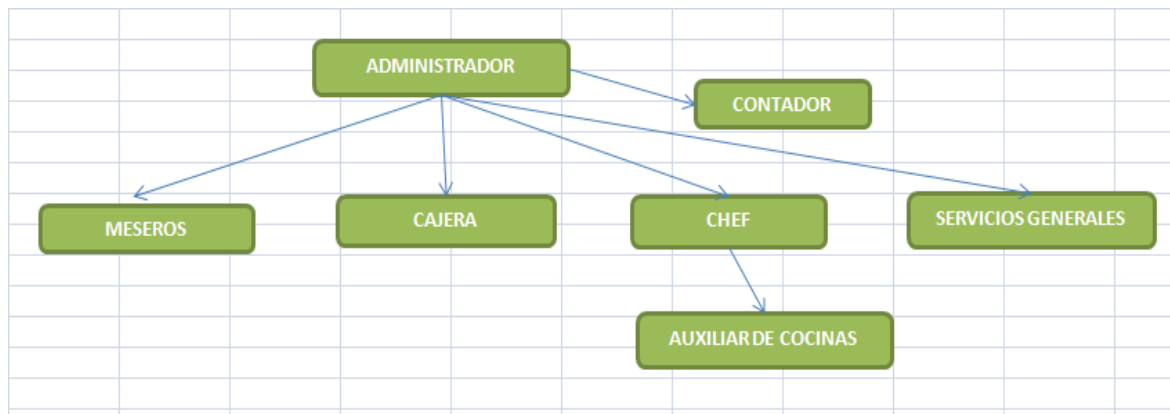 ADMINISTRADOR
CONTADOR
MESEROS
CAJERA
CHEF
SERVICIOS GENERALES
AUXILIAR DE COCINAS